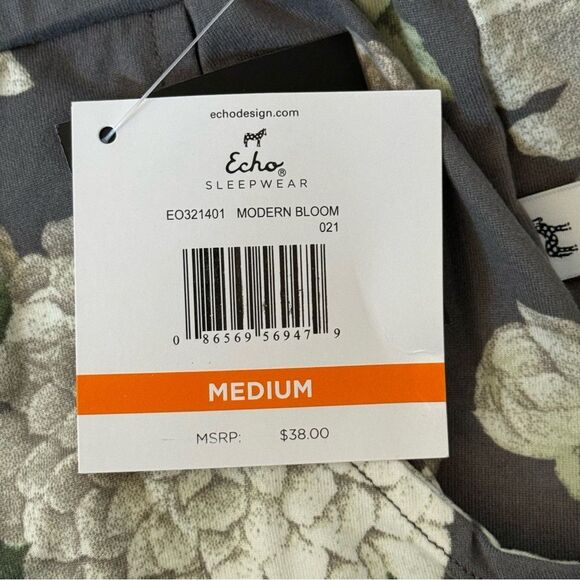 echodesign.com
Echo®
SLEEPWEAR
EO321401 MODERN BLOOM
021
0 86569 56947 9
MEDIUM
MSRP: $38.00